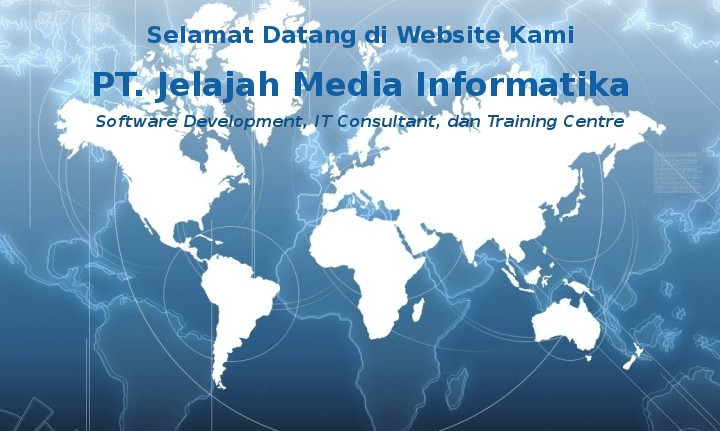 Selamat Datang di Website Kami
PT. Jelajah Media Informatika
Software Development, IT Consultant, dan Training Centre